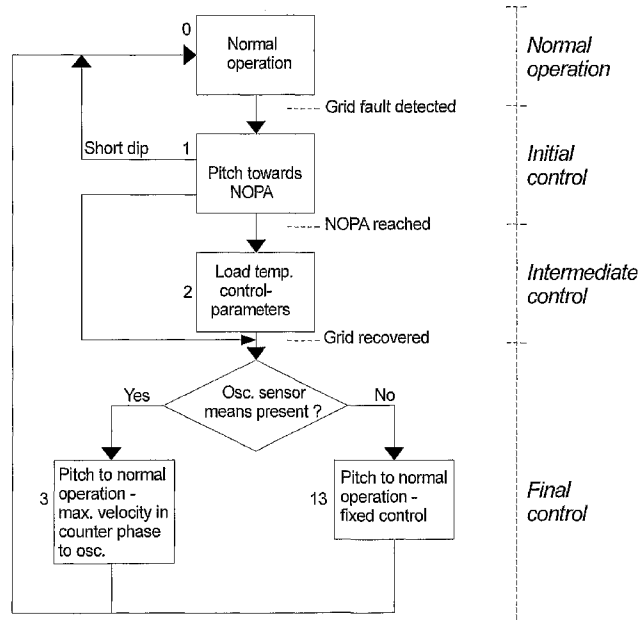 0
Normal
operation
Normal
operation
Grid fault detected
Short dip
1
Pitch towards
NOPA
Initial
control
NOPA reached
2
Load temp.
control-
parameters
Intermediate
control
Grid recovered
Yes
Osc. sensor
means present ?
No
3
Pitch to normal
operation -
max. velocity in
counter phase
to osc.
13
Pitch to normal
operation -
fixed control
Final
control